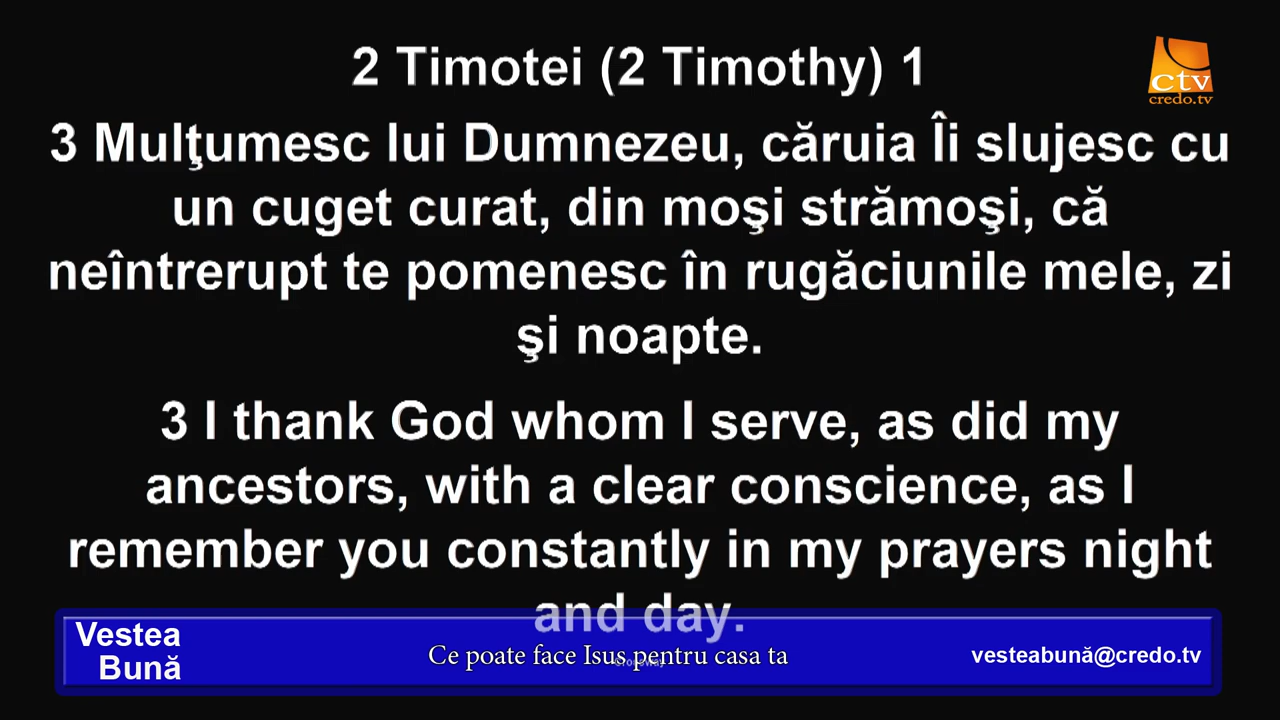 2 Timotei (2 Timothy) 1
ctv
credo.tv
3 Mulţumesc lui Dumnezeu, căruia Îi slujesc cu
un cuget curat, din moşi strămoşi, că
neîntrerupt te pomenesc în rugăciunile mele, zi
şi noapte.
3 I thank God whom I serve, as did my
ancestors, with a clear conscience, as I
remember you constantly in my prayers night
and day.
Vestea
Bună
Ce poate face Isus pentru casa ta
vesteabună@credo.tv